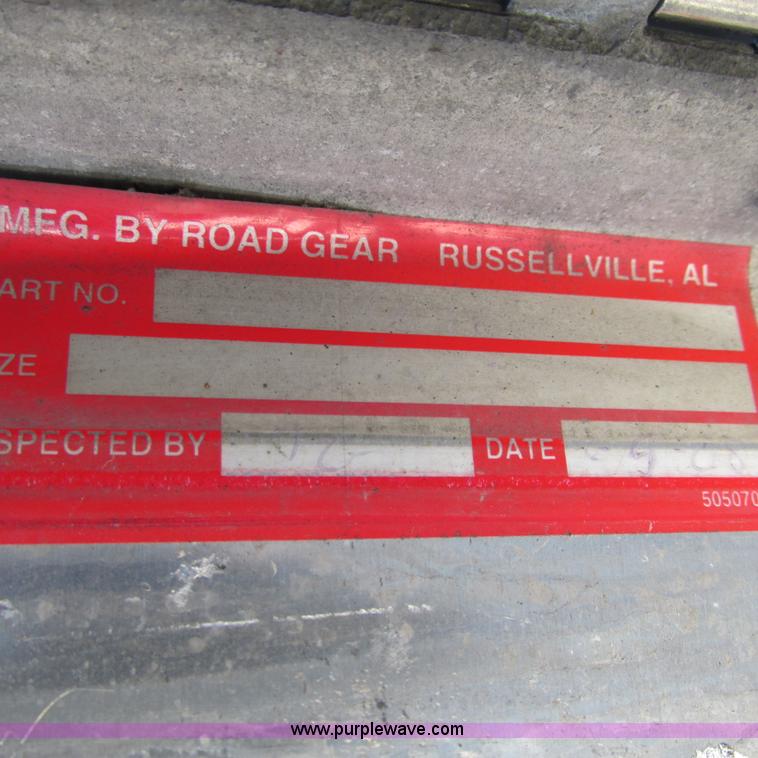 MFG. BY ROAD GEAR RUSSELLVILLE, AL
ART NO.
ZE
SPECTED BY DATE
505070
www.purplewave.com